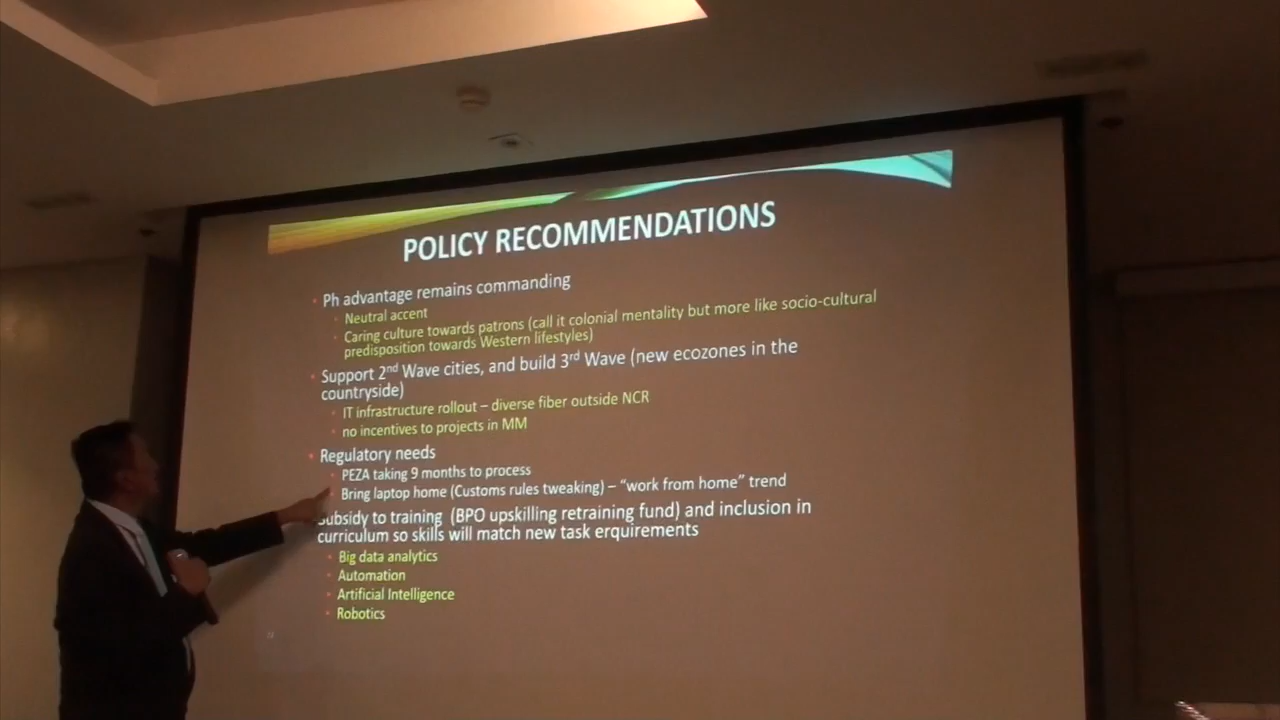 POLICY RECOMMENDATIONS
Ph advantage remains commanding
Neutral accent
Caring culture towards patrons (call it colonial mentality but more like socio-cultural
predisposition towards Western lifestyles)
Support 2nd Wave cities, and build 3rd Wave (new ecozones in the
countryside)
IT infrastructure rollout – diverse fiber outside NCR
no incentives to projects in MM
Regulatory needs
PEZA taking 9 months to process
Bring laptop home (Customs rules tweaking) – “work from home” trend
Subsidy to training (BPO upskilling retraining fund) and inclusion in
curriculum so skills will match new task erquirements
Big data analytics
Automation
Artificial Intelligence
Robotics